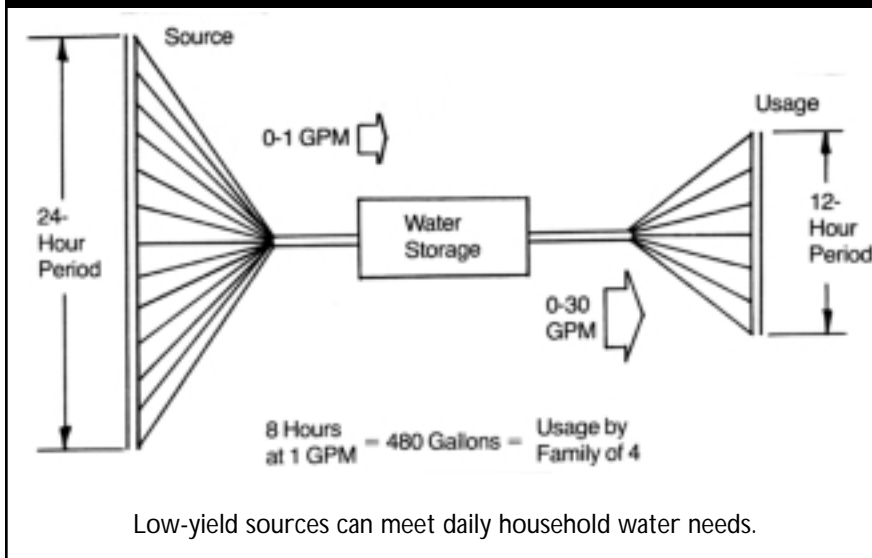 Source
Usage
0-1 GPM
24-
Hour
Period
Water
Storage
12-
Hour
Period
0-30
GPM
8 Hours
at 1 GPM
= 480 Gallons =
Usage by
Family of 4
Low-yield sources can meet daily household water needs.